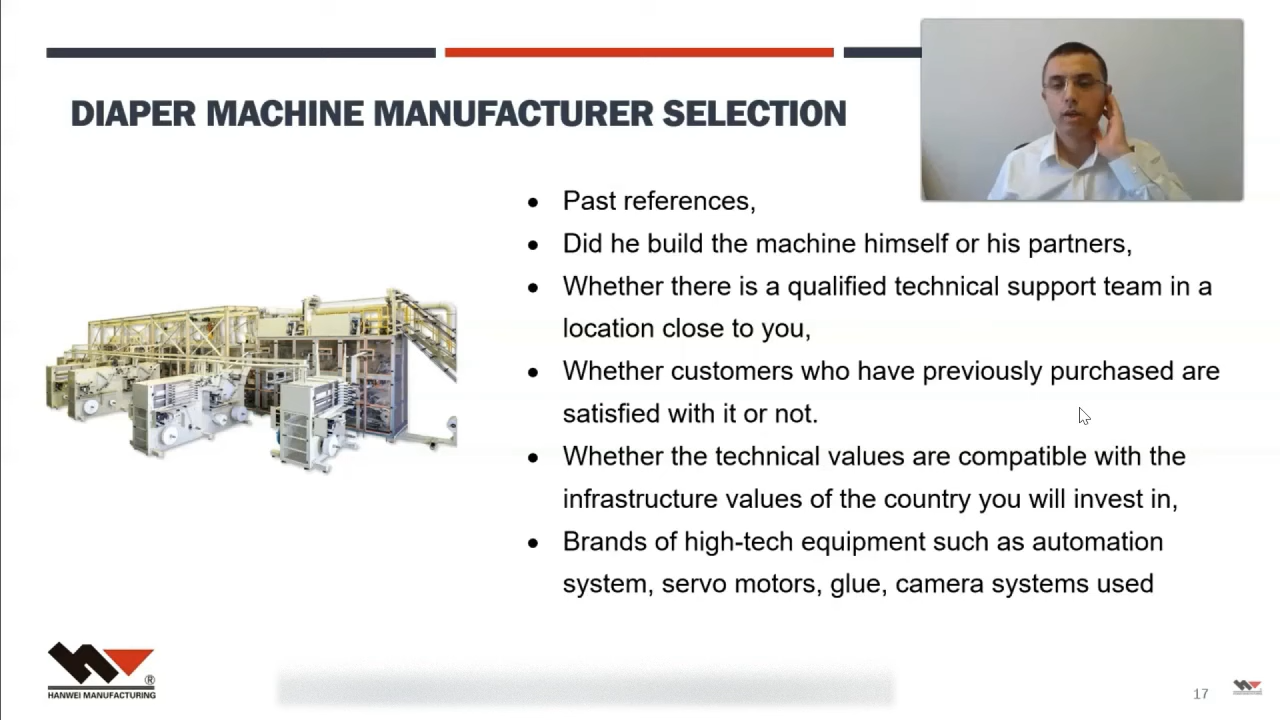 DIAPER MACHINE MANUFACTURER SELECTION
• Past references,
• Did he build the machine himself or his partners,
• Whether there is a qualified technical support team in a
location close to you,
• Whether customers who have previously purchased are
satisfied with it or not.
• Whether the technical values are compatible with the
infrastructure values of the country you will invest in,
• Brands of high-tech equipment such as automation
system, servo motors, glue, camera systems used
®
HANWEI MANUFACTURING
17